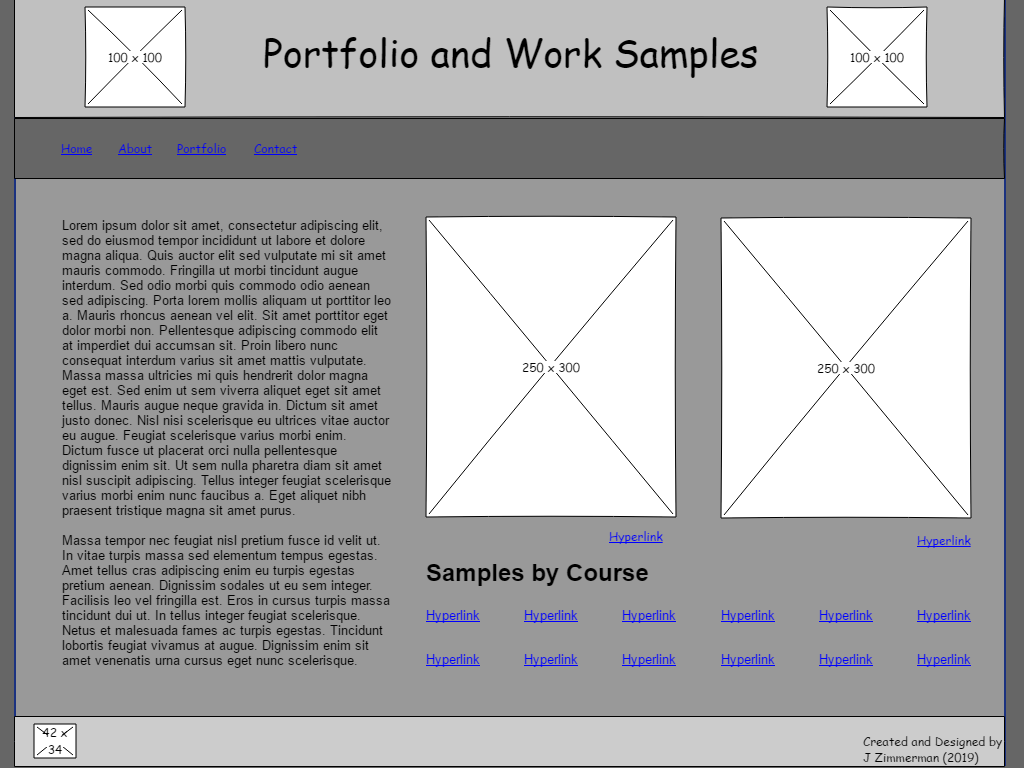 100 x 100
Portfolio and Work Samples
100 x 100
Home About Portfolio Contact
Lorem ipsum dolor sit amet, consectetur adipiscing elit,
sed do eiusmod tempor incididunt ut labore et dolore
magna aliqua. Quis auctor elit sed vulputate mi sit amet
mauris commodo. Fringilla ut morbi tincidunt augue
interdum. Sed odio morbi quis commodo odio aenean
sed adipiscing. Porta lorem mollis aliquam ut porttitor leo
a. Mauris rhoncus aenean vel elit. Sit amet porttitor eget
dolor morbi non. Pellentesque adipiscing commodo elit
at imperdiet dui accumsan sit. Proin libero nunc
consequat interdum varius sit amet mattis vulputate.
Massa massa ultricies mi quis hendrerit dolor magna
eget est. Sed enim ut sem viverra aliquet eget sit amet
tellus. Mauris augue neque gravida in. Dictum sit amet
justo donec. Nisl nisi scelerisque eu ultrices vitae auctor
eu augue. Feugiat scelerisque varius morbi enim.
Dictum fusce ut placerat orci nulla pellentesque
dignissim enim sit. Ut sem nulla pharetra diam sit amet
nisl suscipit adipiscing. Tellus integer feugiat scelerisque
varius morbi enim nunc faucibus a. Eget aliquet nibh
praesent tristique magna sit amet purus.
Massa tempor nec feugiat nisl pretium fusce id velit ut.
In vitae turpis massa sed elementum tempus egestas.
Amet tellus cras adipiscing enim eu turpis egestas
pretium aenean. Dignissim sodales ut eu sem integer.
Facilisis leo vel fringilla est. Eros in cursus turpis massa
tincidunt dui ut. In tellus integer feugiat scelerisque.
Netus et malesuada fames ac turpis egestas. Tincidunt
lobortis feugiat vivamus at augue. Dignissim enim sit
amet venenatis urna cursus eget nunc scelerisque.
250 x 300
250 x 300
Hyperlink
Hyperlink
Samples by Course
Hyperlink Hyperlink Hyperlink Hyperlink Hyperlink Hyperlink
Hyperlink Hyperlink Hyperlink Hyperlink Hyperlink Hyperlink
42 x
34
Created and Designed by
J Zimmerman (2019)